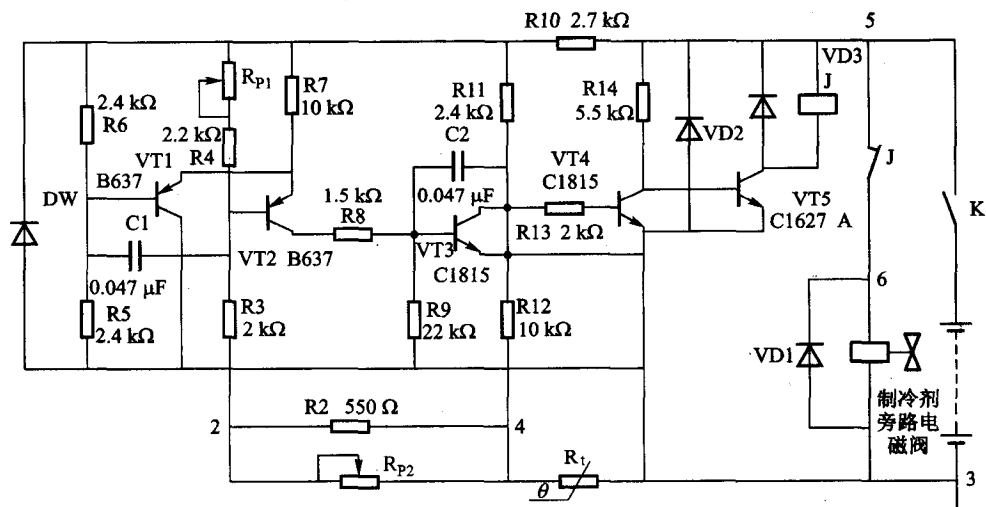 R10 2.7 kΩ
5
VD3
J
RP1
R7
10 kΩ
R11
2.4 kΩ
R14
5.5 kΩ
2.4 kΩ
R6
2.2 kΩ
R4
C2
VD2
VT1
B637
VT4
C1815
J
DW
1.5 kΩ
R8
0.047 μF
VT5
C1627 A
K
C1
R13 2 kΩ
VT2 B637
VT3
C1815
0.047 μF
6
R5
2.4 kΩ
R3
2 kΩ
R9
22 kΩ
R12
10 kΩ
VD1
制冷剂
旁路电
磁阀
2
R2 550 Ω
4
RP2
Rt
θ
3